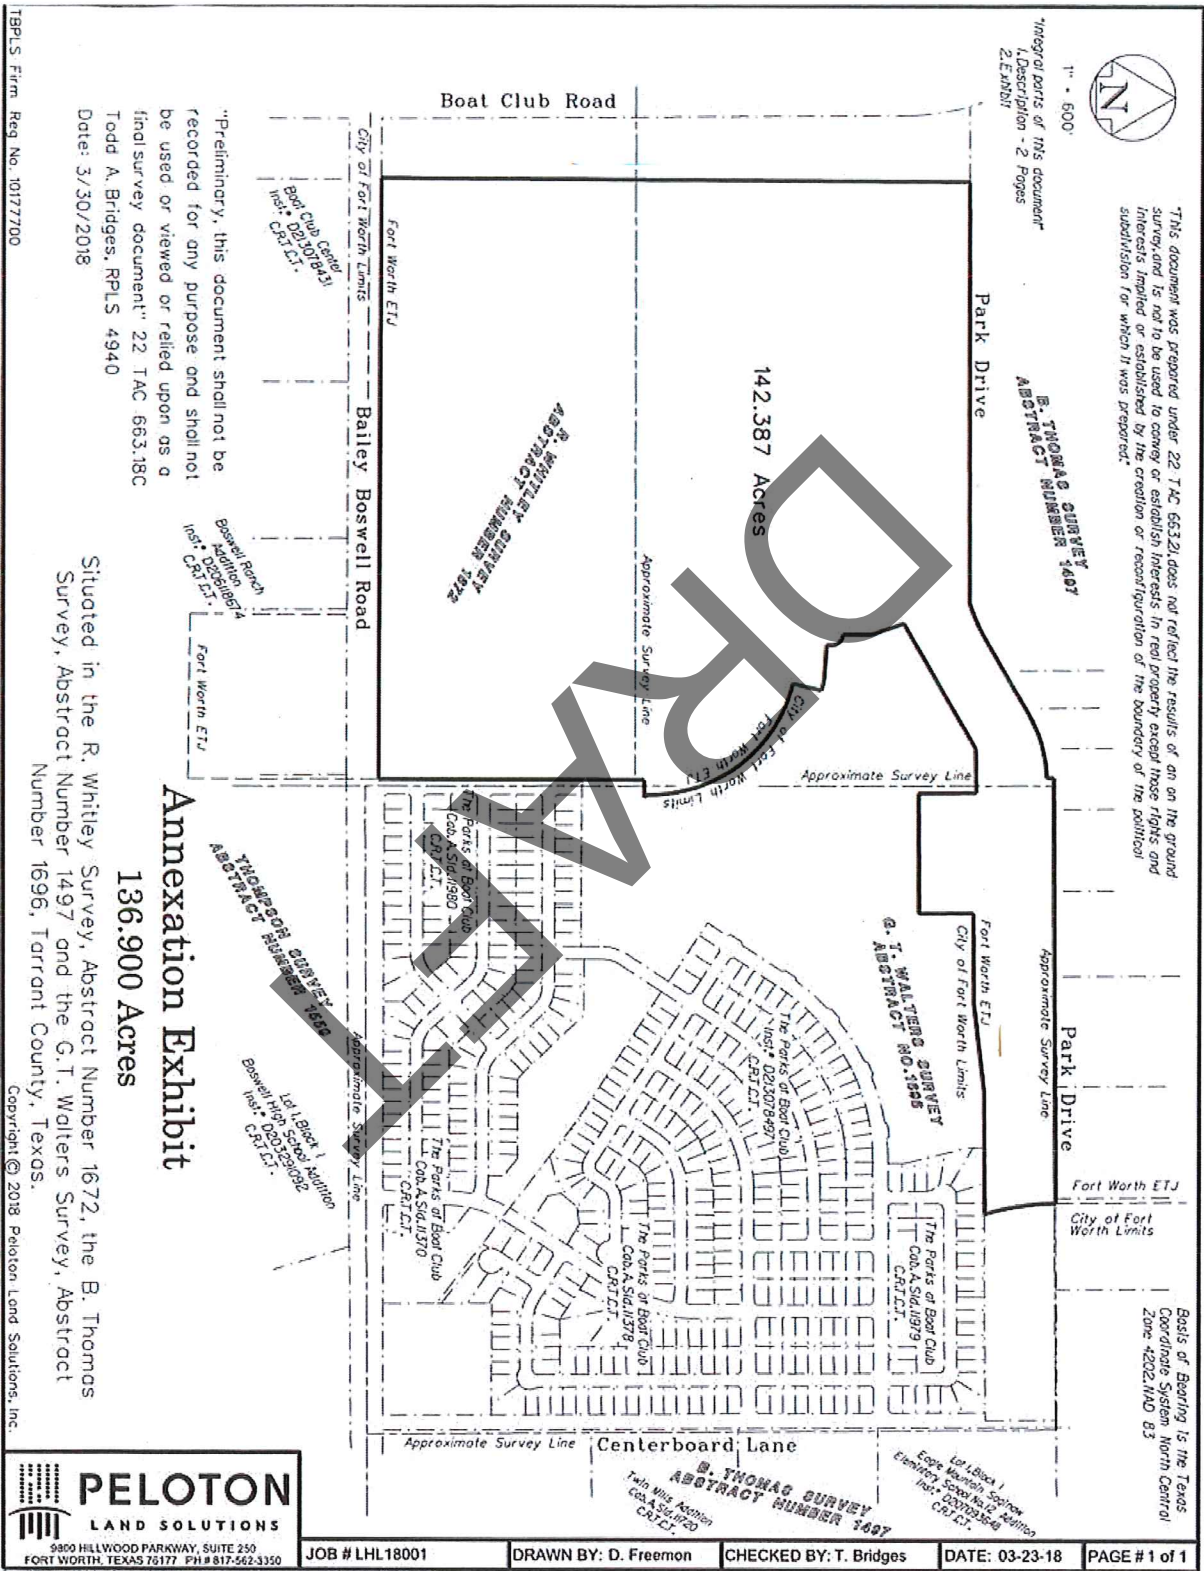 1" = 600'
N
"Integral parts of this document
1. Description - 2 Pages
2. Exhibit
"This document was prepared under 22 TAC 663.21, does not reflect the results of an on the ground
survey, and is not to be used to convey or establish interests in real property except those rights and
interests implied or established by the creation or reconfiguration of the boundary of the political
subdivision for which it was prepared."
Basis of Bearing is the Texas
Coordinate System North Central
Zone 4202, NAD 83
B. THOMAS SURVEY
ABSTRACT NUMBER 1497
Park Drive
Park Drive
Fort Worth ETJ
City of Fort
Worth Limits
Approximate Survey Line
Fort Worth ETJ
City of Fort Worth Limits
G. T. WALTERS SURVEY
ABSTRACT NO. 1696
Approximate Survey Line
142.387 Acres
Boat Club Road
City of Fort Worth Limits
Fort Worth ETJ
Approximate Survey Line
R. WHITLEY SURVEY
ABSTRACT NUMBER 1672
DRAFT
The Parks at Boat Club
Cab. A, Sld. 11979
C.R.T.C.T.
The Parks at Boat Club
Inst.# D213078497
C.R.T.C.T.
The Parks at Boat Club
Cab. A, Sld. 11378
C.R.T.C.T.
The Parks at Boat Club
Cab. A, Sld. 11980
C.R.T.C.T.
The Parks at Boat Club
Cab. A, Sld. 11370
C.R.T.C.T.
Lot 1, Block 1
Eagle Mountain Saginaw
Elementary School No. 12 Addition
Inst.# D207093648
C.R.T.C.T.
B. THOMAS SURVEY
ABSTRACT NUMBER 1497
Twin Mills Addition
Cab. A, Sld. 11720
C.R.T.C.T.
Centerboard Lane
Approximate Survey Line
Fort Worth ETJ
City of Fort Worth Limits
Bailey Boswell Road
Approximate Survey Line
Boat Club Center
Inst.# D213078431
C.R.T.C.T.
Boswell Ranch
Addition
Inst.# D206118674
C.R.T.C.T.
Fort Worth ETJ
THOMPSON SURVEY
ABSTRACT NUMBER 1550
Lot 1, Block 1
Boswell High School Addition
Inst.# D203291092
C.R.T.C.T.
"Preliminary, this document shall not be
recorded for any purpose and shall not
be used or viewed or relied upon as a
final survey document" 22 TAC 663.18C
Todd A. Bridges, RPLS 4940
Date: 3/30/2018
Annexation Exhibit
136.900 Acres
Situated in the R. Whitley Survey, Abstract Number 1672, the B. Thomas
Survey, Abstract Number 1497 and the G.T. Walters Survey, Abstract
Number 1696, Tarrant County, Texas.
TBPLS Firm Reg No. 10177700
Copyright © 2018 Peloton Land Solutions, Inc.
PELOTON
LAND SOLUTIONS
9800 HILLWOOD PARKWAY, SUITE 250
FORT WORTH, TEXAS 76177 PH # 817-562-3350
JOB # LHL18001
DRAWN BY: D. Freemon
CHECKED BY: T. Bridges
DATE: 03-23-18
PAGE # 1 of 1